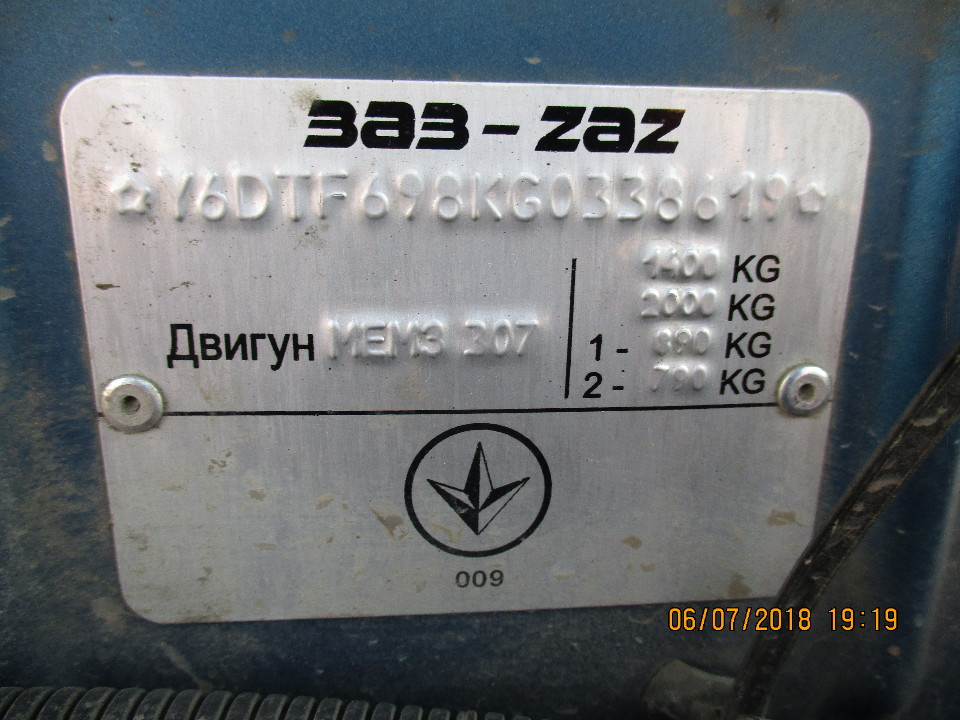 ЗАЗ-ZAZ
☆Y6DTF698KG0338619☆
1400 KG
2000 KG
Двигун МЕМЗ 307
1 - 690 KG
2 - 790 KG
009
06/07/2018 19:19